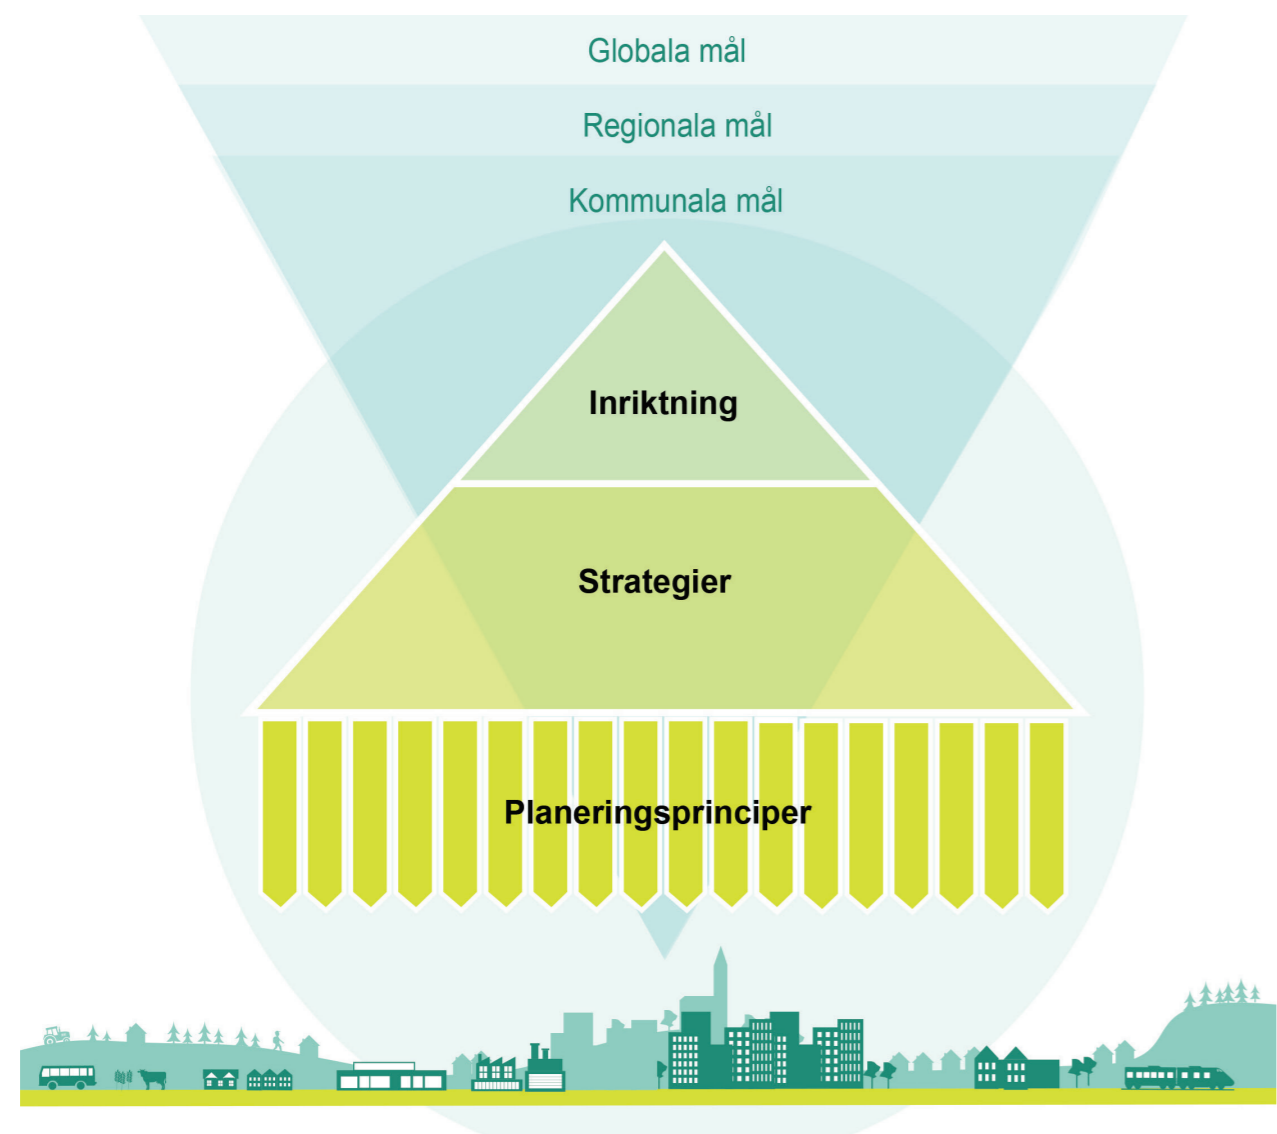 Globala mål
Regionala mål
Kommunala mål
Inriktning
Strategier
Planeringsprinciper